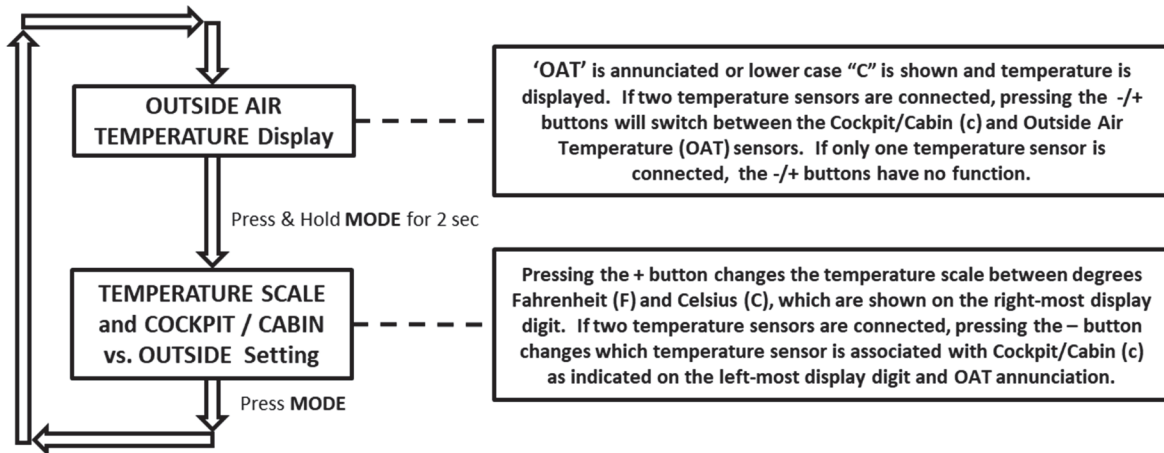 OUTSIDE AIR
TEMPERATURE Display
‘OAT’ is annunciated or lower case “C” is shown and temperature is
displayed. If two temperature sensors are connected, pressing the -/+
buttons will switch between the Cockpit/Cabin (c) and Outside Air
Temperature (OAT) sensors. If only one temperature sensor is
connected, the -/+ buttons have no function.
Press & Hold MODE for 2 sec
TEMPERATURE SCALE
and COCKPIT / CABIN
vs. OUTSIDE Setting
Pressing the + button changes the temperature scale between degrees
Fahrenheit (F) and Celsius (C), which are shown on the right-most display
digit. If two temperature sensors are connected, pressing the – button
changes which temperature sensor is associated with Cockpit/Cabin (c)
as indicated on the left-most display digit and OAT annunciation.
Press MODE